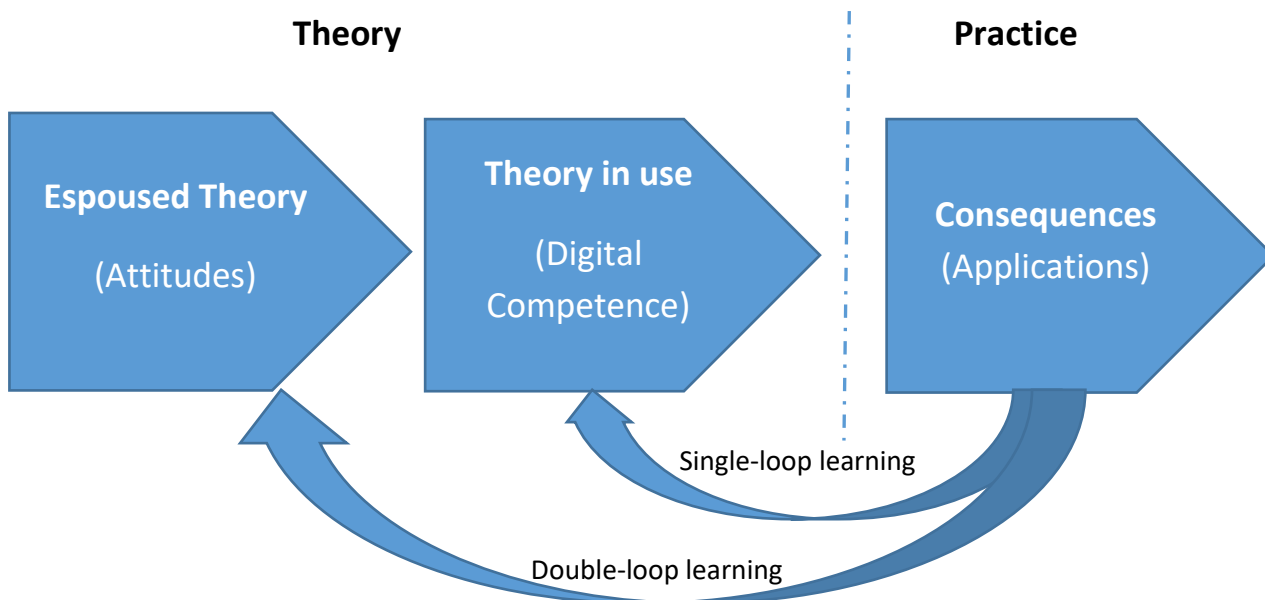 Theory
Practice
Espoused Theory
(Attitudes)
Theory in use
(Digital
Competence)
Consequences
(Applications)
Single-loop learning
Double-loop learning